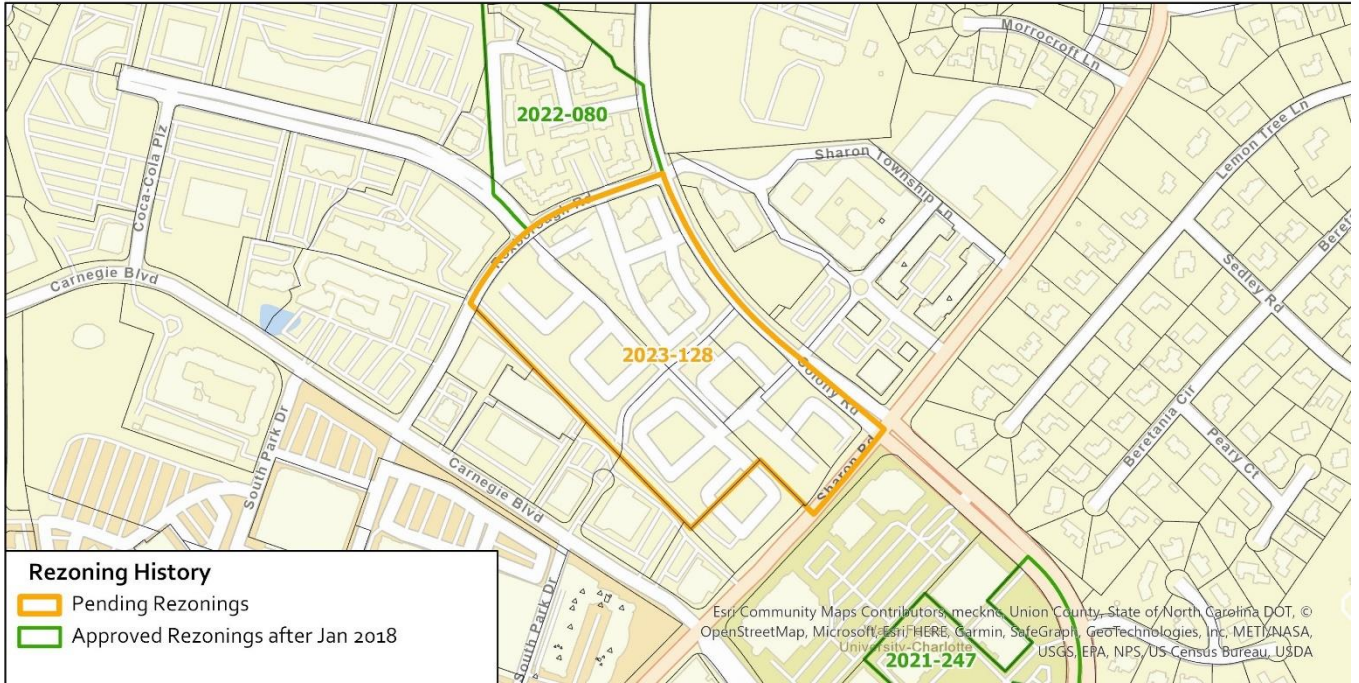 Morrocroft Ln
2022-080
Coca-Cola Plz
Lemon Tree Ln
Sharon Township Ln
Roxborough Rd
Carnegie Blvd
Sedley Rd
2023-128
Colony Rd
Beretania Cir
Peary Ct
South Park Dr
Sharon Rd
Carnegie Blvd
South Park Dr
Rezoning History
Pending Rezonings
Approved Rezonings after Jan 2018
Esri Community Maps Contributors, mecknc, Union County, State of North Carolina DOT, ©
OpenStreetMap, Microsoft, Esri, HERE, Garmin, SafeGraph, GeoTechnologies, Inc, METI/NASA,
University-Charlotte
USGS, EPA, NPS, US Census Bureau, USDA
2021-247